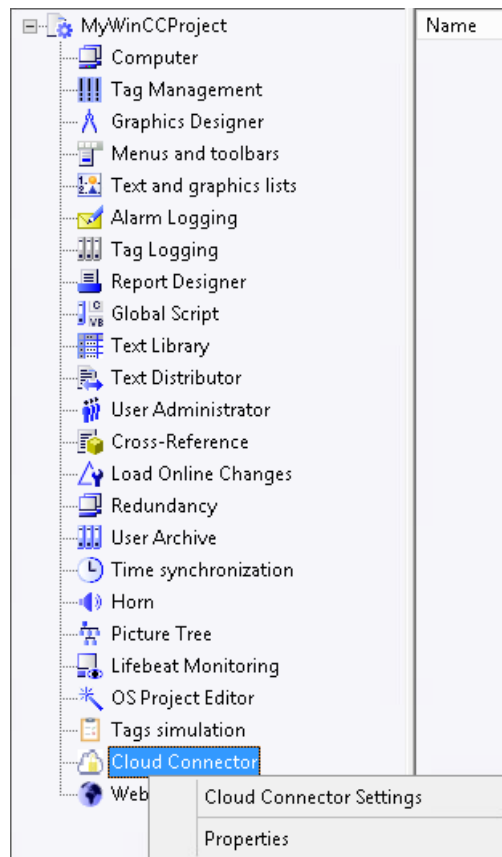 MyWinCCProject
Name
Computer
Tag Management
Graphics Designer
Menus and toolbars
Text and graphics lists
Alarm Logging
Tag Logging
Report Designer
Global Script
Text Library
Text Distributor
User Administrator
Cross-Reference
Load Online Changes
Redundancy
User Archive
Time synchronization
Horn
Picture Tree
Lifebeat Monitoring
OS Project Editor
Tags simulation
Cloud Connector
Web
Cloud Connector Settings
Properties